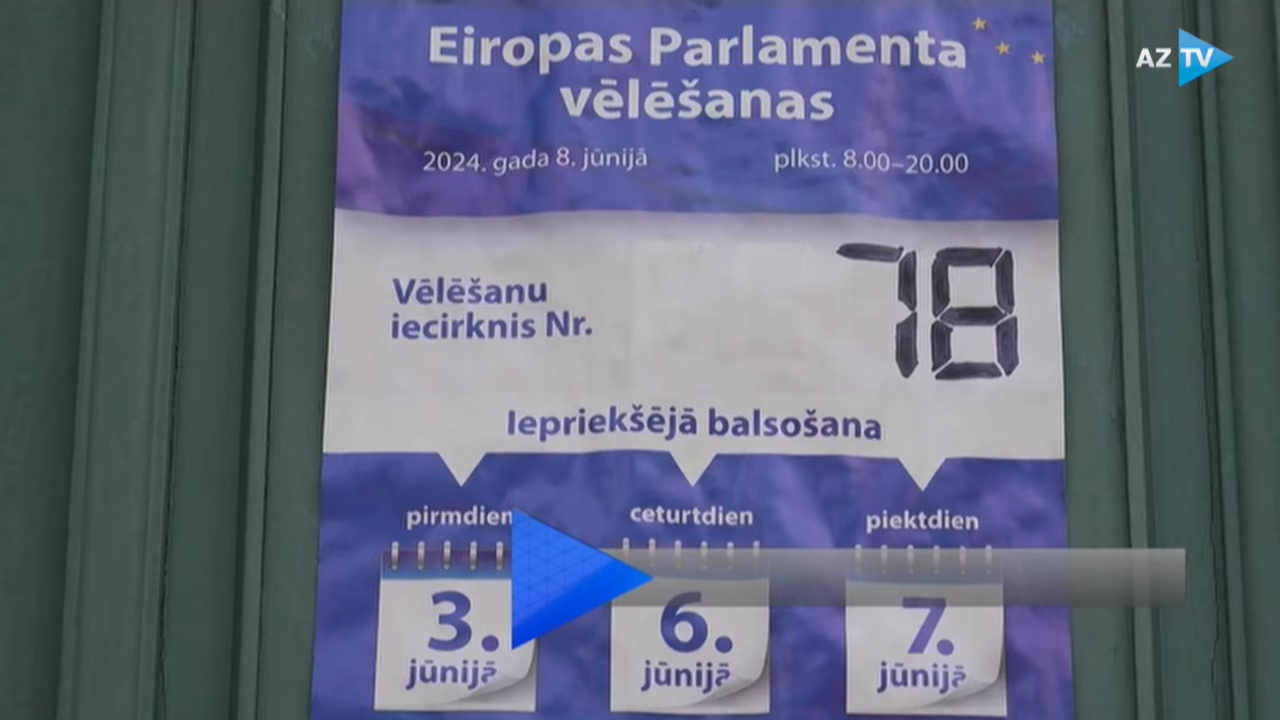 Eiropas Parlamenta
vēlēšanas
2024. gada 8. jūnijā plkst. 8.00–20.00
AZ TV
Vēlēšanu
iecirknis Nr.
78
Iepriekšējā balsošana
pirmdien ceturtdien piektdien
3. 6. 7.
jūnijā jūnijā jūnijā